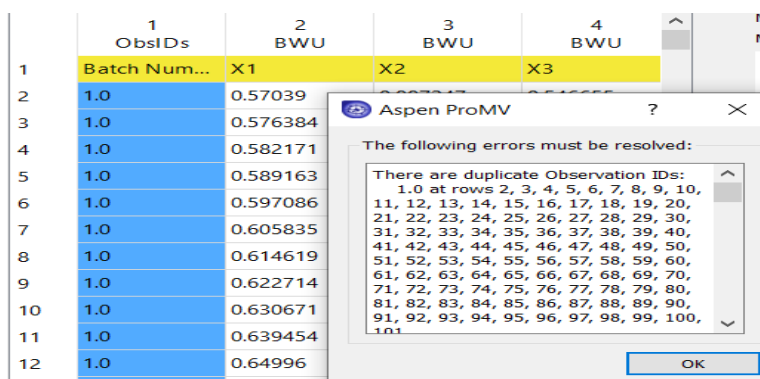 1 2 3 4
ObsIDs BWU BWU BWU
1 Batch Num... X1 X2 X3
2 1.0 0.57039
3 1.0 0.576384
4 1.0 0.582171
5 1.0 0.589163
6 1.0 0.597086
7 1.0 0.605835
8 1.0 0.614619
9 1.0 0.622714
10 1.0 0.630671
11 1.0 0.639454
12 1.0 0.64996
Aspen ProMV ?
The following errors must be resolved:
There are duplicate Observation IDs:
1.0 at rows 2, 3, 4, 5, 6, 7, 8, 9, 10,
11, 12, 13, 14, 15, 16, 17, 18, 19, 20,
21, 22, 23, 24, 25, 26, 27, 28, 29, 30,
31, 32, 33, 34, 35, 36, 37, 38, 39, 40,
41, 42, 43, 44, 45, 46, 47, 48, 49, 50,
51, 52, 53, 54, 55, 56, 57, 58, 59, 60,
61, 62, 63, 64, 65, 66, 67, 68, 69, 70,
71, 72, 73, 74, 75, 76, 77, 78, 79, 80,
81, 82, 83, 84, 85, 86, 87, 88, 89, 90,
91, 92, 93, 94, 95, 96, 97, 98, 99, 100,
101
OK